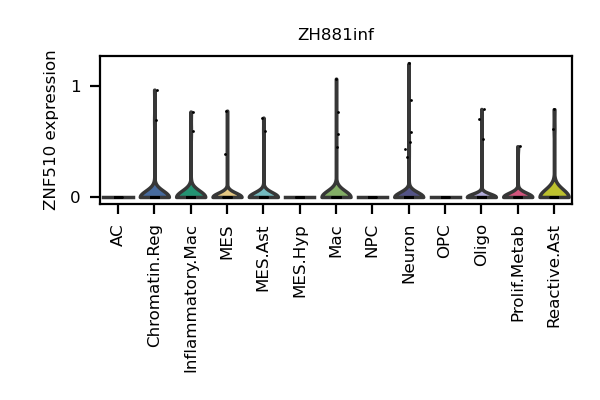 ZH881inf
ZNF510 expression
1
0
AC
Chromatin.Reg
Inflammatory.Mac
MES
MES.Ast
MES.Hyp
Mac
NPC
Neuron
OPC
Oligo
Prolif.Metab
Reactive.Ast